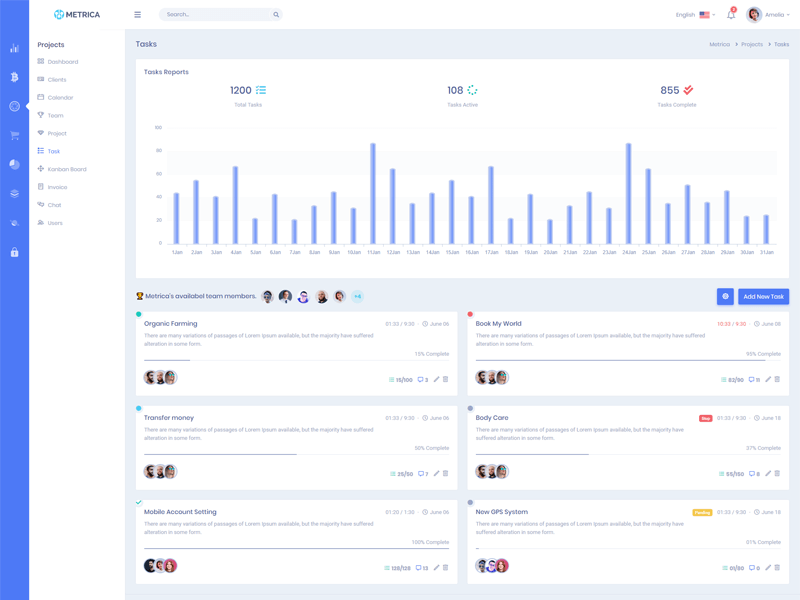 METRICA
Search...
English
3
Amelia
Projects
Dashboard
Clients
Calendar
Team
Project
Task
Kanban Board
Invoice
Chat
Users
Tasks
Metrica > Projects > Tasks
Tasks Reports
1200
Total Tasks
108
Tasks Active
855
Tasks Complete
100
80
60
40
20
0
1Jan 2Jan 3Jan 4Jan 5Jan 6Jan 7Jan 8Jan 9Jan 10Jan 11Jan 12Jan 13Jan 14Jan 15Jan 16Jan 17Jan 18Jan 19Jan 20Jan 21Jan 22Jan 23Jan 24Jan 25Jan 26Jan 27Jan 28Jan 29Jan 30Jan 31Jan
Metrica's availabel team members.
+6
Add New Task
Organic Farming
01:33 / 9:30 - June 06
There are many variations of passages of Lorem Ipsum available, but the majority have suffered
alteration in some form.
15% Complete
15/100 3
Book My World
10:33 / 9:30 - June 08
There are many variations of passages of Lorem Ipsum available, but the majority have suffered
alteration in some form.
95% Complete
11
Transfer money
01:33 / 9:30 - June 06
There are many variations of passages of Lorem Ipsum available, but the majority have suffered
alteration in some form.
50% Complete
25/50 7
Body Care
Stop
01:33 / 9:30 - June 18
There are many variations of passages of Lorem Ipsum available, but the majority have
suffered alteration in some form.
37% Complete
55/150 6
Mobile Account Setting
01:20 / 1:30 - June 06
There are many variations of passages of Lorem Ipsum available, but the majority have suffered
alteration in some form.
100% Complete
128/128 13
New GPS System
Pending
01:33 / 9:30 - June 18
There are many variations of passages of Lorem Ipsum available, but the majority have
suffered alteration in some form.
01% Complete
01/80 0